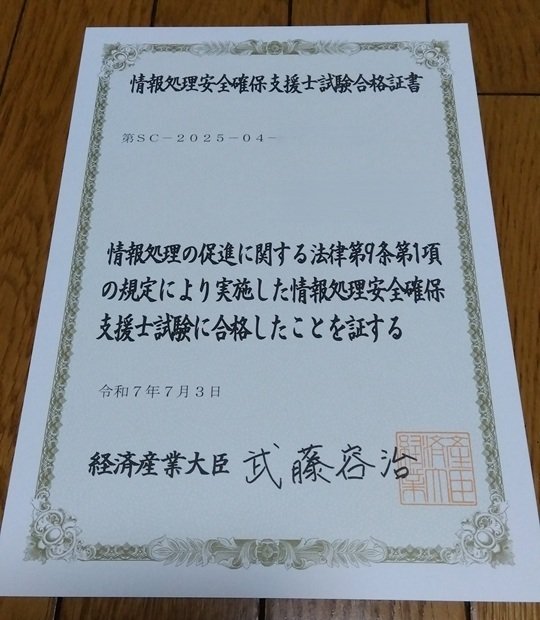 情報処理安全確保支援士試験合格証書
第SC－2025－04－
情報処理の促進に関する法律第9条第1項
の規定により実施した情報処理安全確保
支援士試験に合格したことを証する
令和7年7月3日
経済産業大臣 武藤容治